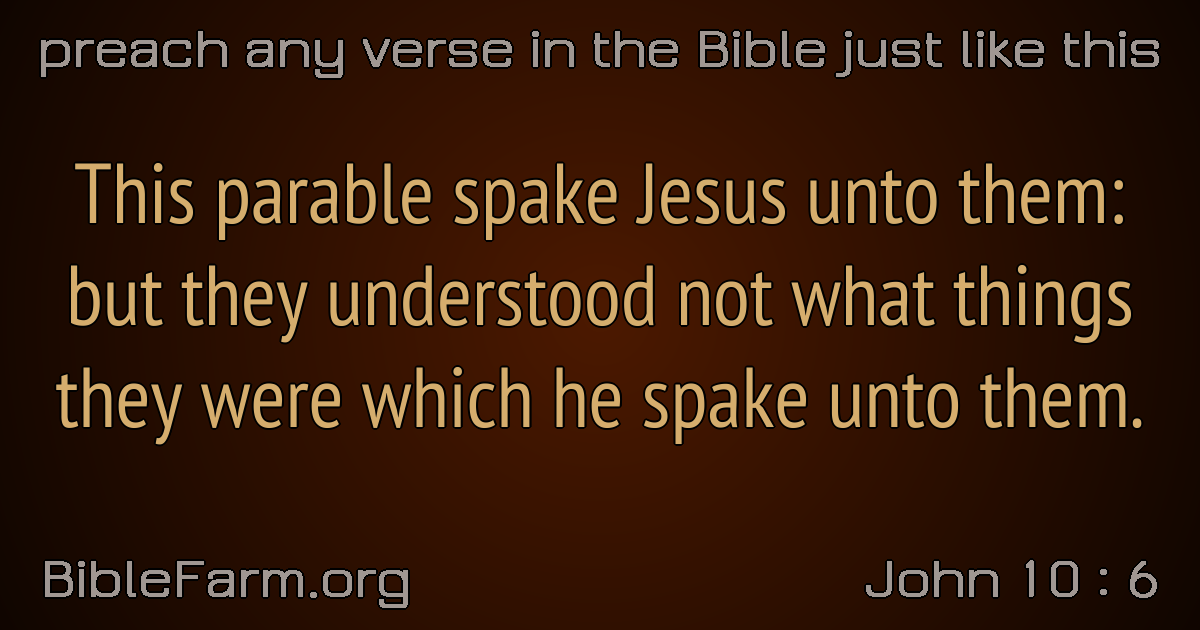 preach any verse in the Bible just like this
This parable spake Jesus unto them:
but they understood not what things
they were which he spake unto them.
BibleFarm.org
John 10 : 6